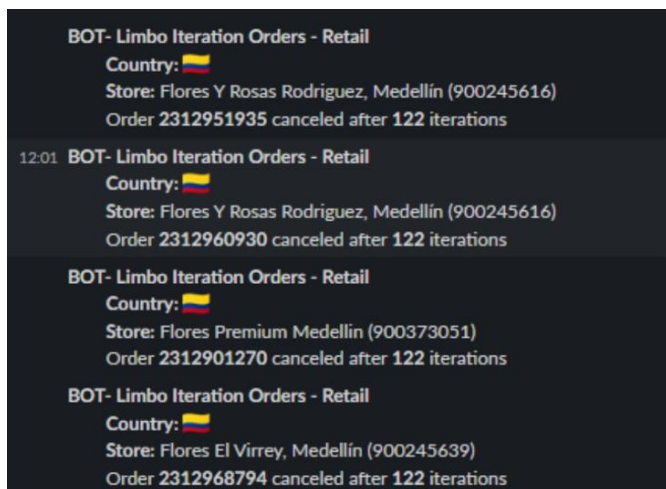 BOT- Limbo Iteration Orders - Retail
Country: 🇨🇴
Store: Flores Y Rosas Rodriguez, Medellín (900245616)
Order 2312951935 canceled after 122 iterations
12:01 BOT- Limbo Iteration Orders - Retail
Country: 🇨🇴
Store: Flores Y Rosas Rodriguez, Medellín (900245616)
Order 2312960930 canceled after 122 iterations
BOT- Limbo Iteration Orders - Retail
Country: 🇨🇴
Store: Flores Premium Medellin (900373051)
Order 2312901270 canceled after 122 iterations
BOT- Limbo Iteration Orders - Retail
Country: 🇨🇴
Store: Flores El Virrey, Medellín (900245639)
Order 2312968794 canceled after 122 iterations